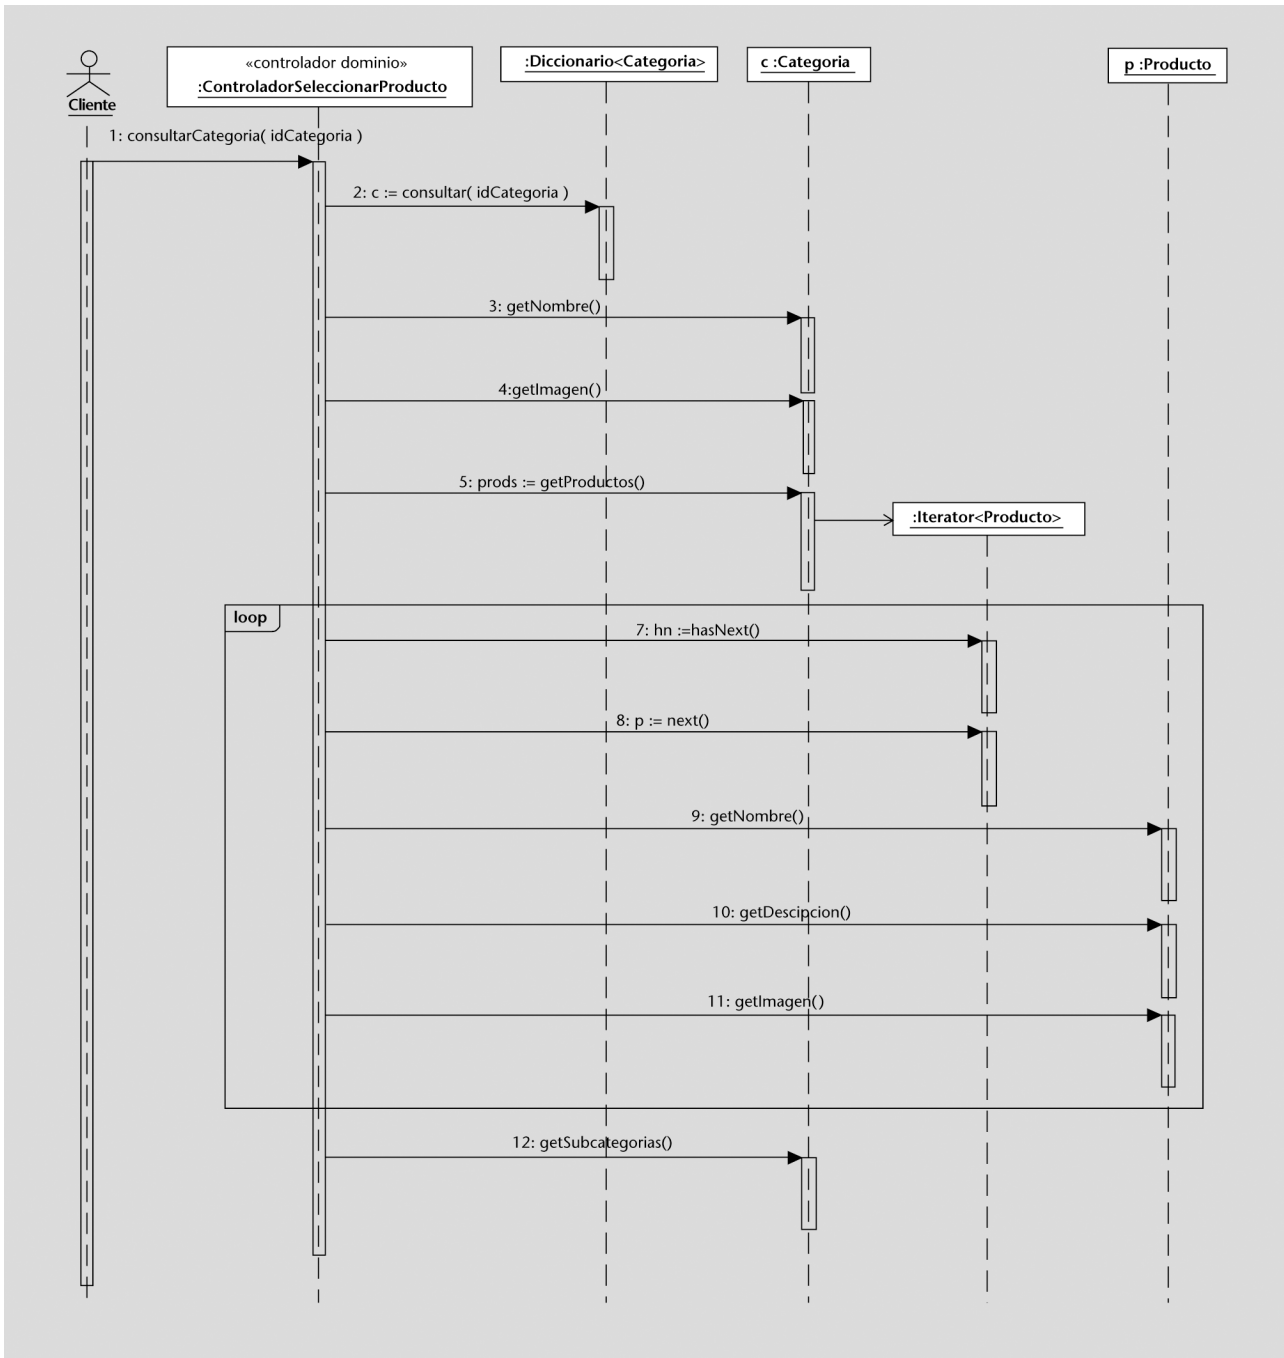 «controlador dominio»
:ControladorSeleccionarProducto
:Diccionario<Categoria>
c :Categoria
p :Producto
Cliente
1: consultarCategoria( idCategoria )
2: c := consultar( idCategoria )
3: getNombre()
4:getImagen()
5: prods := getProductos()
:Iterator<Producto>
loop
7: hn :=hasNext()
8: p := next()
9: getNombre()
10: getDescipcion()
11: getImagen()
12: getSubcategorias()